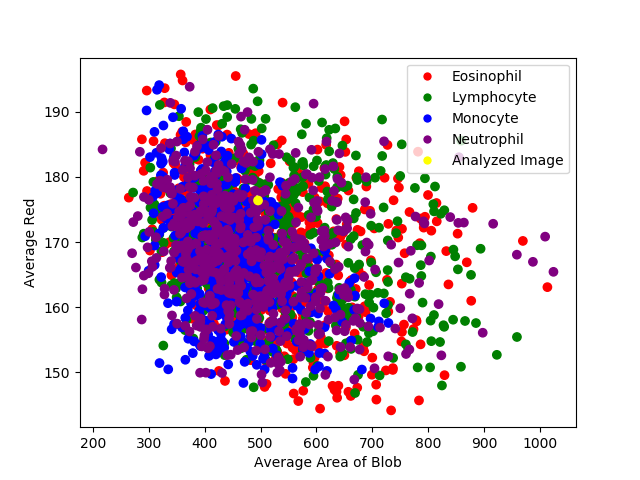 Eosinophil
Lymphocyte
Monocyte
Neutrophil
Analyzed Image
190
180
170
160
150
Average Red
200 300 400 500 600 700 800 900 1000
Average Area of Blob